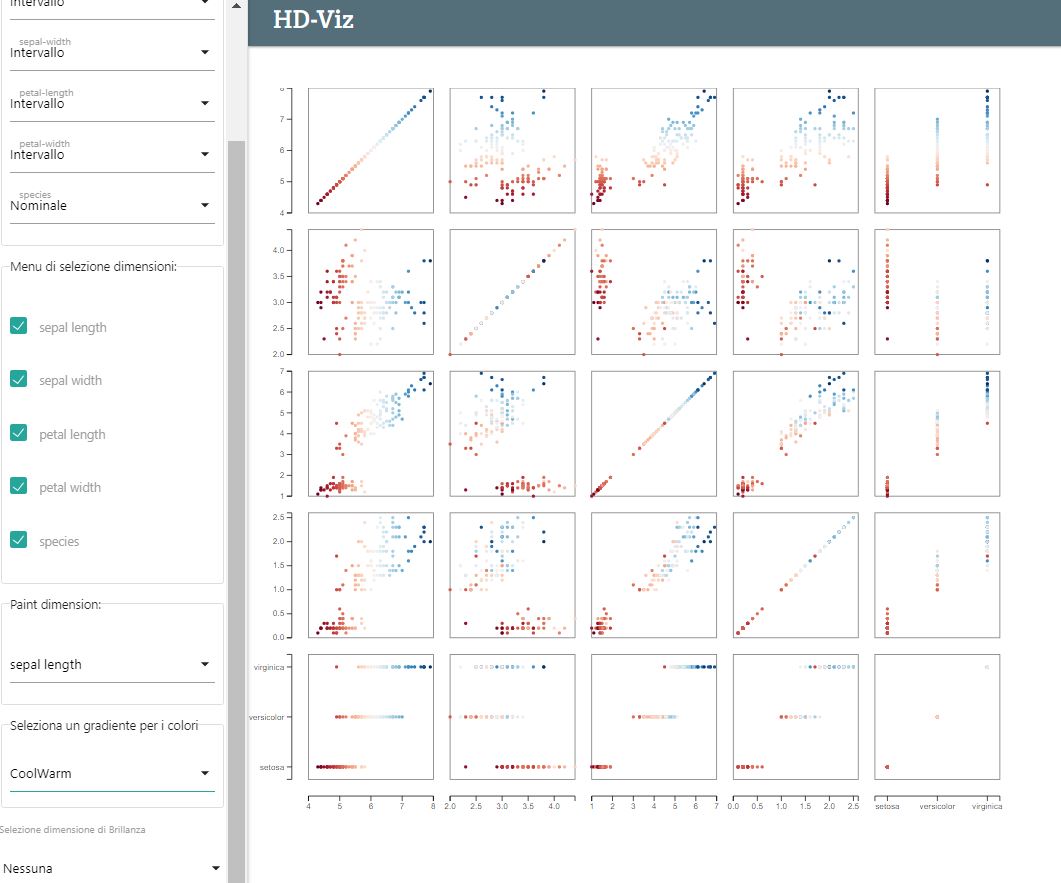 HD-Viz
Intervallo
sepal-width
Intervallo
petal-length
Intervallo
petal-width
Intervallo
species
Nominale
Menu di selezione dimensioni:
sepal length
sepal width
petal length
petal width
species
Paint dimension:
sepal length
Seleziona un gradiente per i colori
CoolWarm
Selezione dimensione di Brillanza
Nessuna
8
7
6
5
4
4.0
3.5
3.0
2.5
2.0
7
6
5
4
3
2
1
2.5
2.0
1.5
1.0
0.5
0.0
virginica
versicolor
setosa
4 5 6 7 8 2.0 2.5 3.0 3.5 4.0 1 2 3 4 5 6 7 0.0 0.5 1.0 1.5 2.0 2.5 setosa versicolor virginica